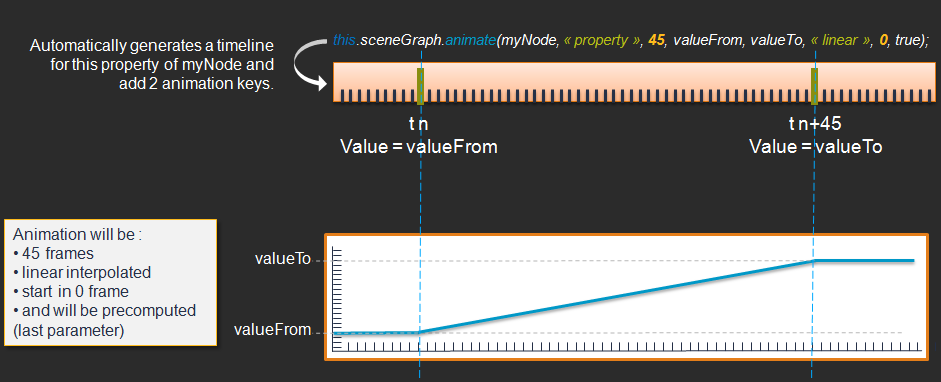 this.sceneGraph.animate(myNode, « property », 45, valueFrom, valueTo, « linear », 0, true);
Automatically generates a timeline
for this property of myNode and
add 2 animation keys.
t n
Value = valueFrom
t n+45
Value = valueTo
Animation will be :
• 45 frames
• linear interpolated
• start in 0 frame
• and will be precomputed
(last parameter)
valueTo
valueFrom